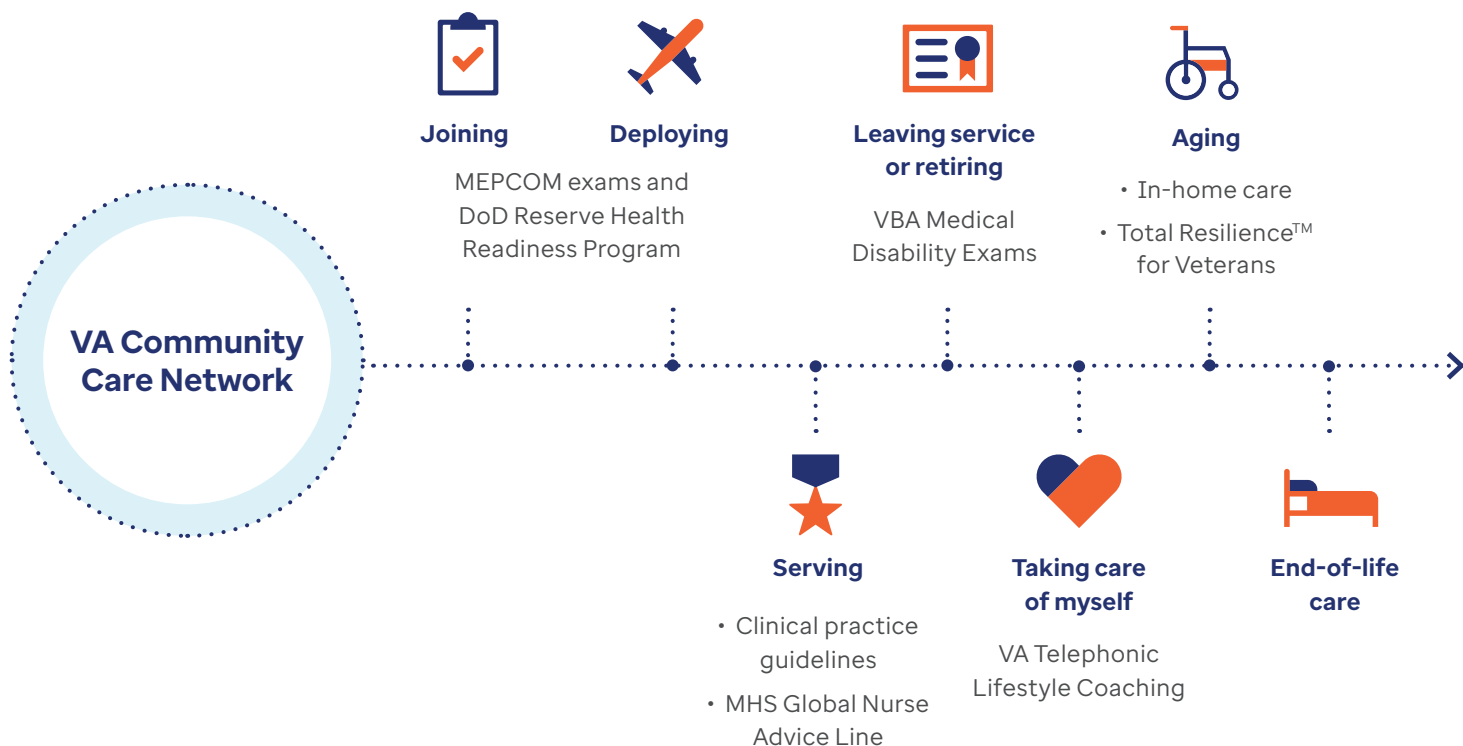 VA Community
Care Network
Joining
Deploying
MEPCOM exams and
DoD Reserve Health
Readiness Program
Leaving service
or retiring
VBA Medical
Disability Exams
Aging
• In-home care
• Total Resilience™
for Veterans
Serving
• Clinical practice
guidelines
• MHS Global Nurse
Advice Line
Taking care
of myself
VA Telephonic
Lifestyle Coaching
End-of-life
care